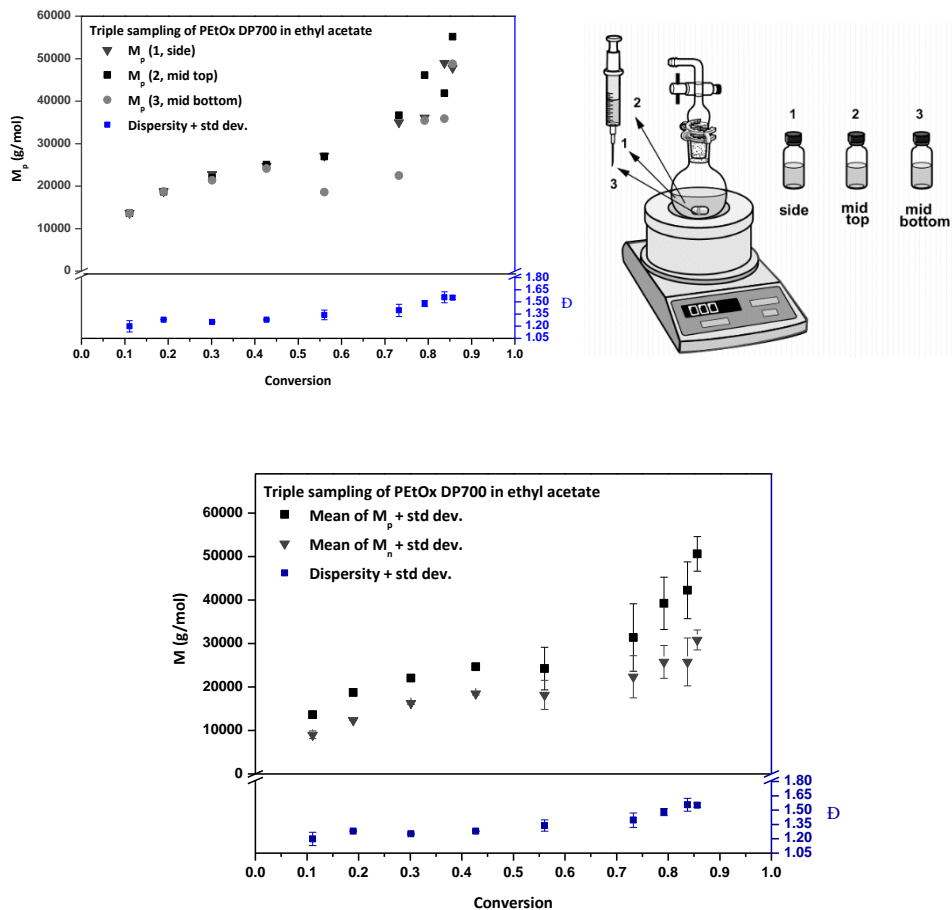 Triple sampling of PEtOx DP700 in ethyl acetate
Mp (1, side)
Mp (2, mid top)
Mp (3, mid bottom)
Dispersity + std dev.
Mp (g/mol)
60000
50000
40000
30000
20000
10000
0
1.80
1.65
1.50
1.35
1.20
1.05
Đ
0.0 0.1 0.2 0.3 0.4 0.5 0.6 0.7 0.8 0.9 1.0
Conversion
2
1
3
000
1 2 3
side
mid top
mid bottom
Triple sampling of PEtOx DP700 in ethyl acetate
Mean of Mp + std dev.
Mean of Mn + std dev.
Dispersity + std dev.
M (g/mol)
60000
50000
40000
30000
20000
10000
0
1.80
1.65
1.50
1.35
1.20
1.05
Đ
0.0 0.1 0.2 0.3 0.4 0.5 0.6 0.7 0.8 0.9 1.0
Conversion